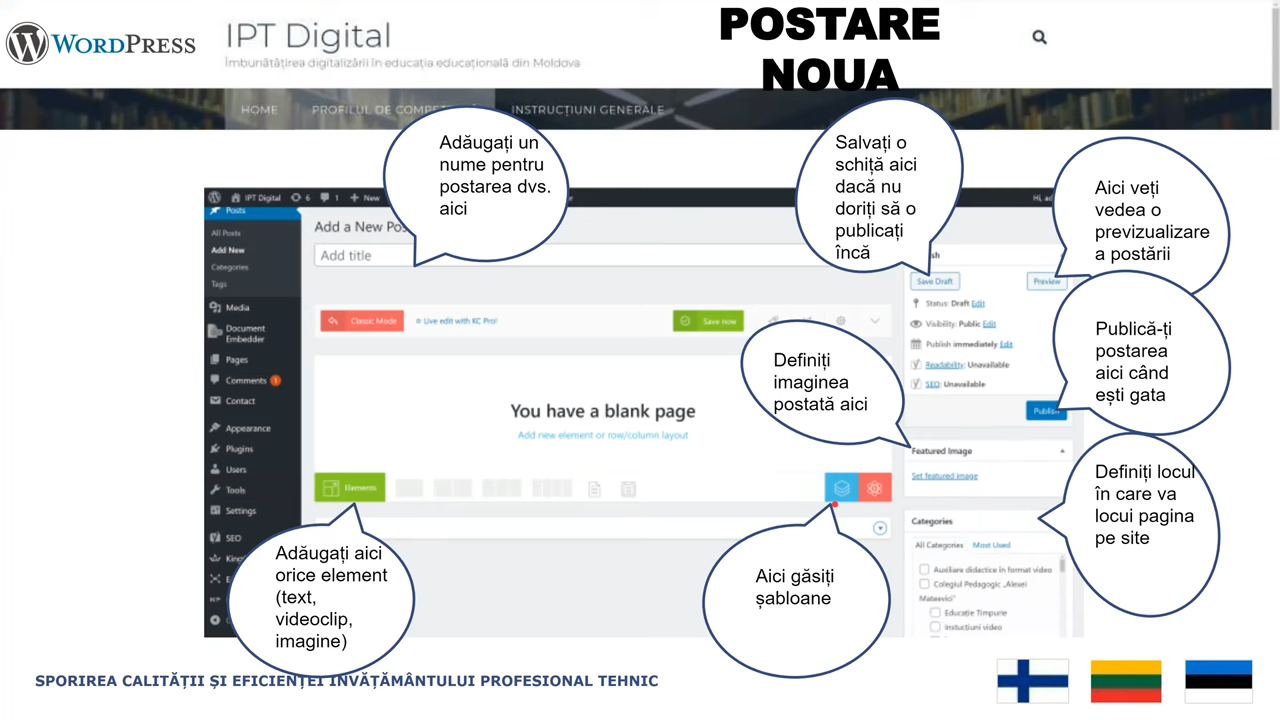 WORDPRESS
IPT Digital
Îmbunătățirea digitalizării în educația educațională din Moldova
POSTARE
NOUA
HOME
PROFILUL DE
INSTRUCȚIUNI GENERALE
Adăugați un
nume pentru
postarea dvs.
aici
Salvați o
schiță aici
dacă nu
doriți să o
publicați
încă
Aici veți
vedea o
previzualizare
a postării
IPT Digital
6
1
New
Hi,
Posts
All Posts
Add New
Categories
Tags
Media
Document
Embedder
Pages
Comments 1
Contact
Appearance
Plugins
Users
Tools
Settings
SEO
Add a New
Add title
Classic Mode
Live edit with KC Pro!
Save now
You have a blank page
Add new element or row/column layout
Elements
Save Draft
Preview
Status: Draft Edit
Visibility: Public Edit
Publish immediately Edit
Readability: Unavailable
SEO: Unavailable
Publish
Definiți
imaginea
postată aici
Publică-ți
postarea
aici când
ești gata
Featured Image
Set featured image
Definiți locul
în care va
locui pagina
pe site
Categories
All Categories
Most Used
Auxiliare didactice în format video
Colegiul Pedagogic „Alexei
Mateevici”
Educație Timpurie
Instuctiuni video
Adăugați aici
orice element
(text,
videoclip,
imagine)
Aici găsiți
șabloane
SPORIREA CALITĂȚII ȘI EFICIENȚEI ÎNVĂȚĂMÂNTULUI PROFESIONAL TEHNIC